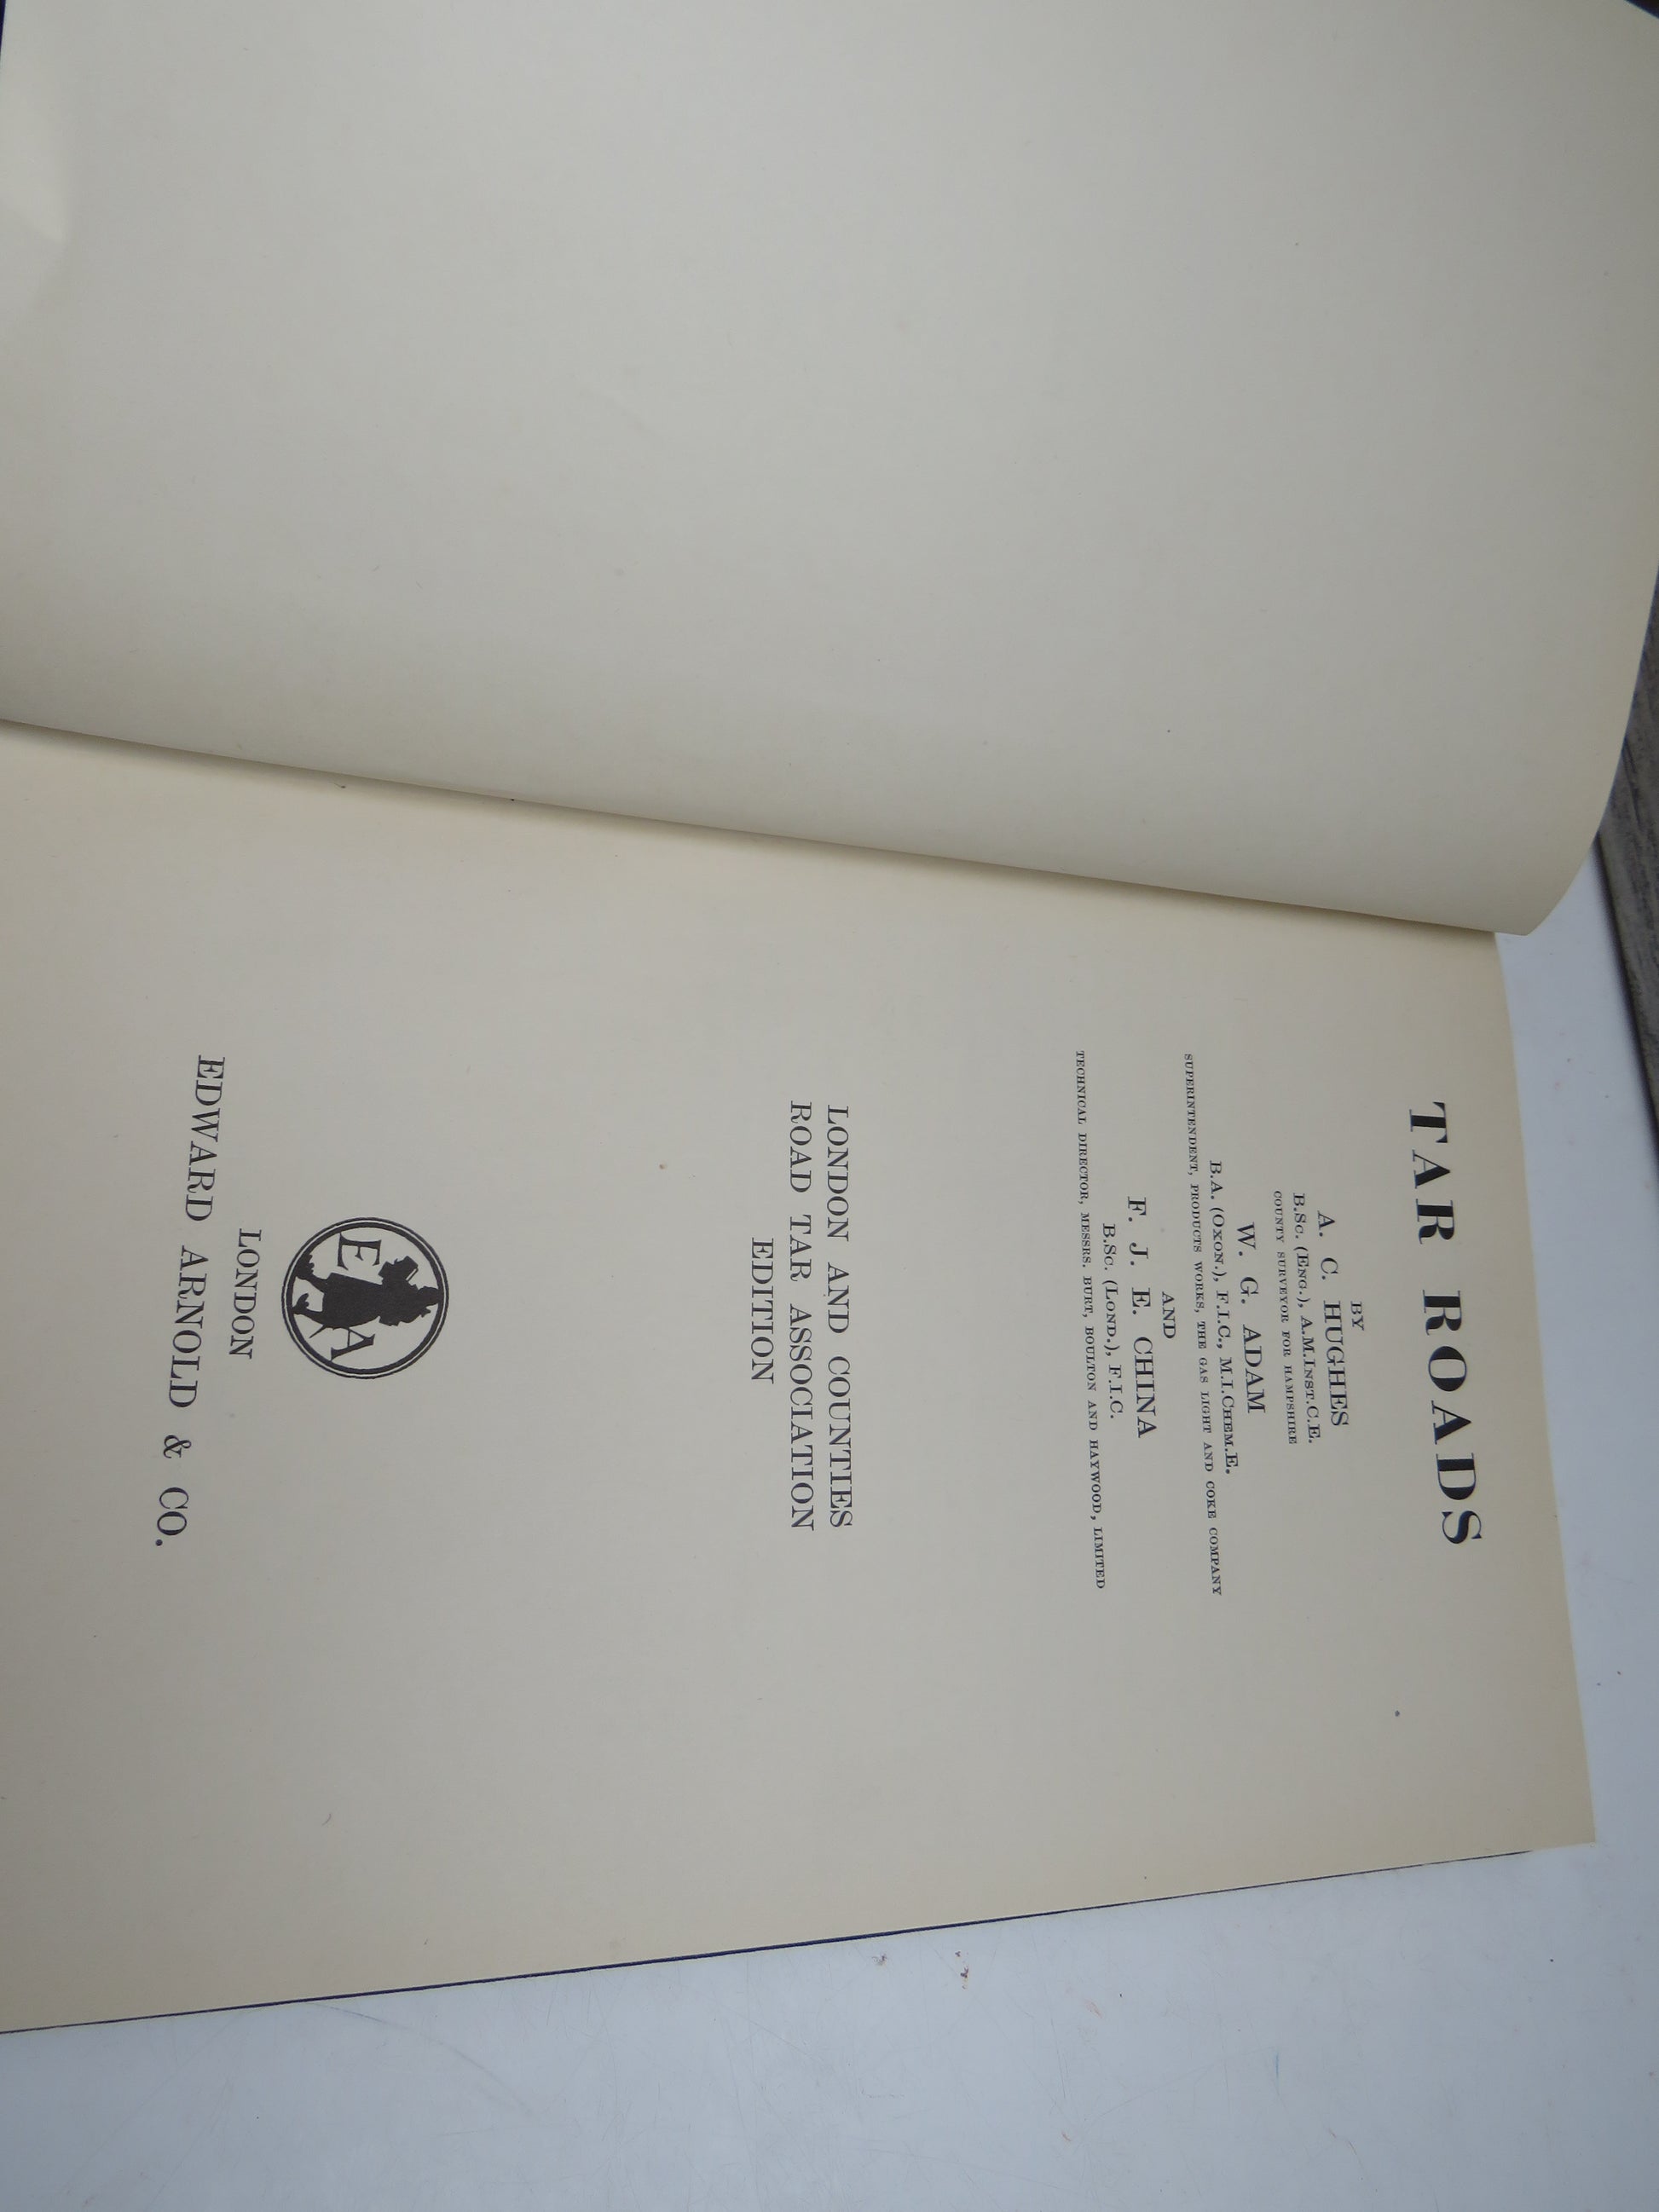 TAR ROADS
BY
A. C. HUGHES
B.Sc. (Eng.), A.M.Inst.C.E.
COUNTY SURVEYOR FOR HAMPSHIRE
W. G. ADAM
B.A. (Oxon.), F.I.C., M.I.Chem.E.
SUPERINTENDENT, PRODUCTS WORKS, THE GAS LIGHT AND COKE COMPANY
AND
F. J. E. CHINA
B.Sc. (Lond.), F.I.C.
TECHNICAL DIRECTOR, MESSRS. BURT, BOULTON AND HAYWOOD, LIMITED
LONDON AND COUNTIES
ROAD TAR ASSOCIATION
EDITION
E A
LONDON
EDWARD ARNOLD & CO.